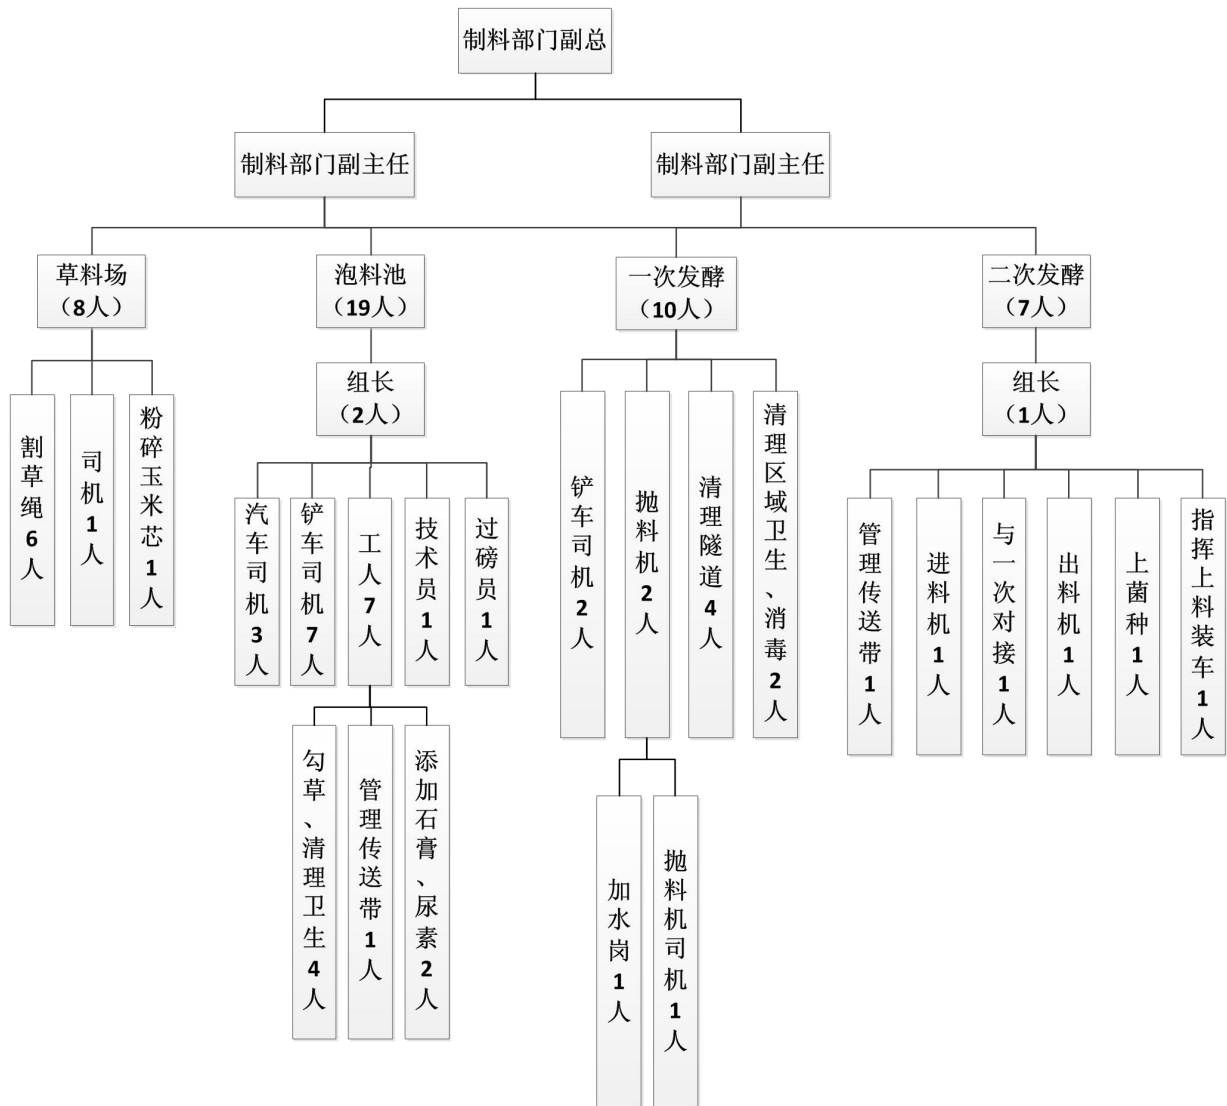 制料部门副总
制料部门副主任
制料部门副主任
草料场
（8人）
泡料池
（19人）
一次发酵
（10人）
二次发酵
（7人）
组长
（2人）
组长
（1人）
割草绳6人
司机1人
粉碎玉米芯1人
汽车司机3人
铲车司机7人
工人7人
技术员1人
过磅员1人
铲车司机2人
抛料机2人
清理隧道4人
清理区域卫生、消毒2人
管理传送带1人
进料机1人
与一次对接1人
出料机1人
上菌种1人
指挥上料装车1人
勾草、清理卫生4人
管理传送带1人
添加石膏、尿素2人
加水岗1人
抛料机司机1人